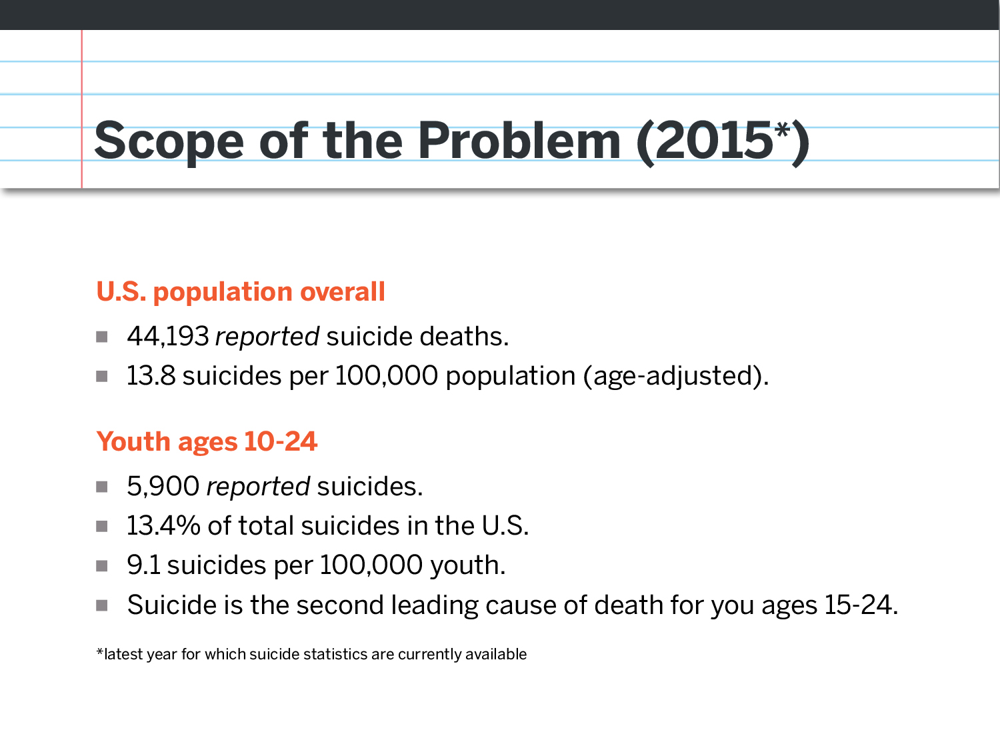 Scope of the Problem (2015*)
U.S. population overall
44,193 reported suicide deaths.
13.8 suicides per 100,000 population (age-adjusted).
Youth ages 10-24
5,900 reported suicides.
13.4% of total suicides in the U.S.
9.1 suicides per 100,000 youth.
Suicide is the second leading cause of death for you ages 15-24.
*latest year for which suicide statistics are currently available